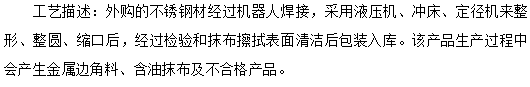 工艺描述：外购的不锈钢材经过机器人焊接，采用液压机、冲床、定径机来整
形、整圆、缩口后，经过检验和抹布擦拭表面清洁后包装入库。该产品生产过程中
会产生金属边角料、含油抹布及不合格产品。